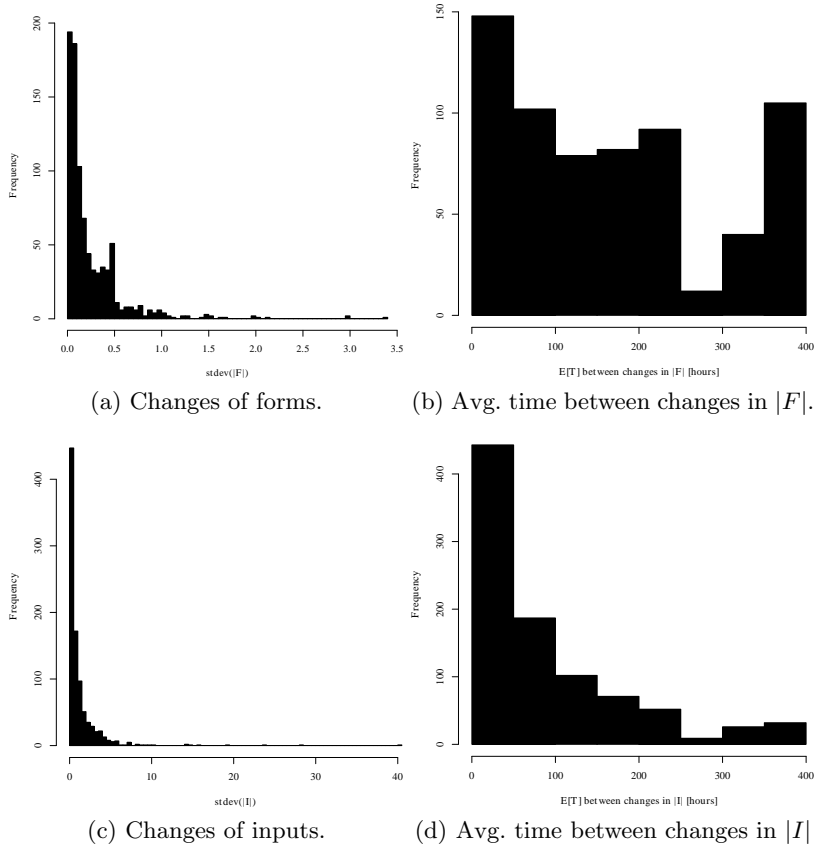 200
150
100
50
0
Frequency
0.0 0.5 1.0 1.5 2.0 2.5 3.0 3.5
stdev(|F|)
(a) Changes of forms.
150
100
50
0
Frequency
0 100 200 300 400
E[T] between changes in |F| [hours]
(b) Avg. time between changes in |F|.
400
300
200
100
0
Frequency
0 10 20 30 40
stdev(|I|)
(c) Changes of inputs.
400
300
200
100
0
Frequency
0 100 200 300 400
E[T] between changes in |I| [hours]
(d) Avg. time between changes in |I|